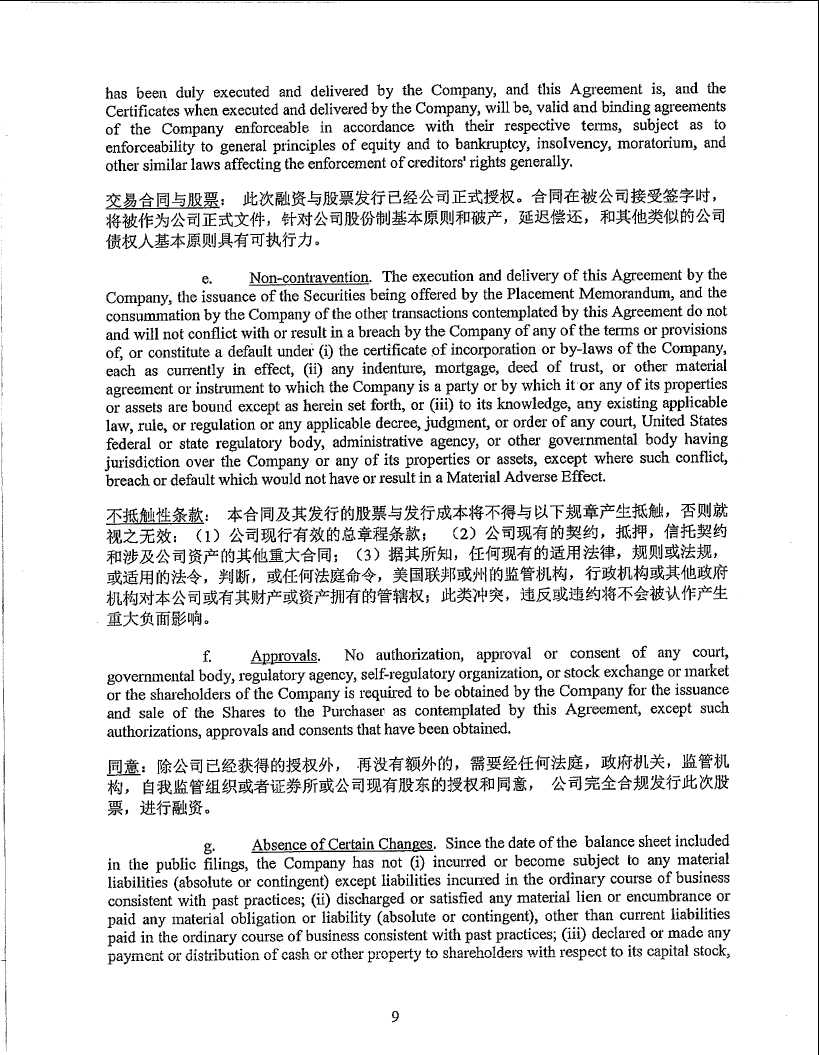 has been duly executed and delivered by the Company, and this Agreement is, and the
Certificates when executed and delivered by the Company, will be, valid and binding agreements
of the Company enforceable in accordance with their respective terms, subject as to
enforceability to general principles of equity and to bankruptcy, insolvency, moratorium, and
other similar laws affecting the enforcement of creditors' rights generally.
交易合同与股票： 此次融资与股票发行已经公司正式授权。合同在被公司接受签字时，
将被作为公司正式文件，针对公司股份制基本原则和破产，延迟偿还，和其他类似的公司
债权人基本原则具有可执行力。
e. Non-contravention. The execution and delivery of this Agreement by the
Company, the issuance of the Securities being offered by the Placement Memorandum, and the
consummation by the Company of the other transactions contemplated by this Agreement do not
and will not conflict with or result in a breach by the Company of any of the terms or provisions
of, or constitute a default under (i) the certificate of incorporation or by-laws of the Company,
each as currently in effect, (ii) any indenture, mortgage, deed of trust, or other material
agreement or instrument to which the Company is a party or by which it or any of its properties
or assets are bound except as herein set forth, or (iii) to its knowledge, any existing applicable
law, rule, or regulation or any applicable decree, judgment, or order of any court, United States
federal or state regulatory body, administrative agency, or other governmental body having
jurisdiction over the Company or any of its properties or assets, except where such conflict,
breach or default which would not have or result in a Material Adverse Effect.
不抵触性条款： 本合同及其发行的股票与发行成本将不得与以下规章产生抵触，否则就
视之无效：（1）公司现行有效的总章程条款； （2）公司现有的契约，抵押，信托契约
和涉及公司资产的其他重大合同；（3）据其所知，任何现有的适用法律，规则或法规，
或适用的法令，判断，或任何法庭命令，美国联邦或州的监管机构，行政机构或其他政府
机构对本公司或有其财产或资产拥有的管辖权；此类冲突，违反或违约将不会被认作产生
重大负面影响。
f. Approvals. No authorization, approval or consent of any court,
governmental body, regulatory agency, self-regulatory organization, or stock exchange or market
or the shareholders of the Company is required to be obtained by the Company for the issuance
and sale of the Shares to the Purchaser as contemplated by this Agreement, except such
authorizations, approvals and consents that have been obtained.
同意：除公司已经获得的授权外， 再没有额外的，需要经任何法庭，政府机关，监管机
构，自我监管组织或者证券所或公司现有股东的授权和同意， 公司完全合规发行此次股
票，进行融资。
g. Absence of Certain Changes. Since the date of the balance sheet included
in the public filings, the Company has not (i) incurred or become subject to any material
liabilities (absolute or contingent) except liabilities incurred in the ordinary course of business
consistent with past practices; (ii) discharged or satisfied any material lien or encumbrance or
paid any material obligation or liability (absolute or contingent), other than current liabilities
paid in the ordinary course of business consistent with past practices; (iii) declared or made any
payment or distribution of cash or other property to shareholders with respect to its capital stock,
9